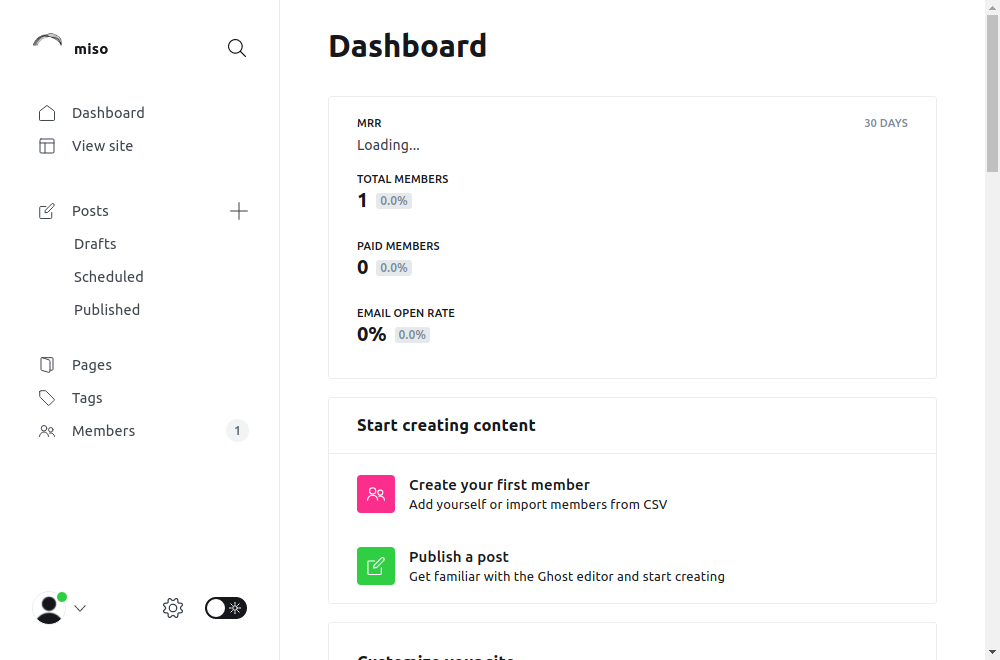 miso
Dashboard
View site
Posts
Drafts
Scheduled
Published
Pages
Tags
Members 1
Dashboard
MRR 30 DAYS
Loading...
TOTAL MEMBERS
1 0.0%
PAID MEMBERS
0 0.0%
EMAIL OPEN RATE
0% 0.0%
Start creating content
Create your first member
Add yourself or import members from CSV
Publish a post
Get familiar with the Ghost editor and start creating
Customize your site